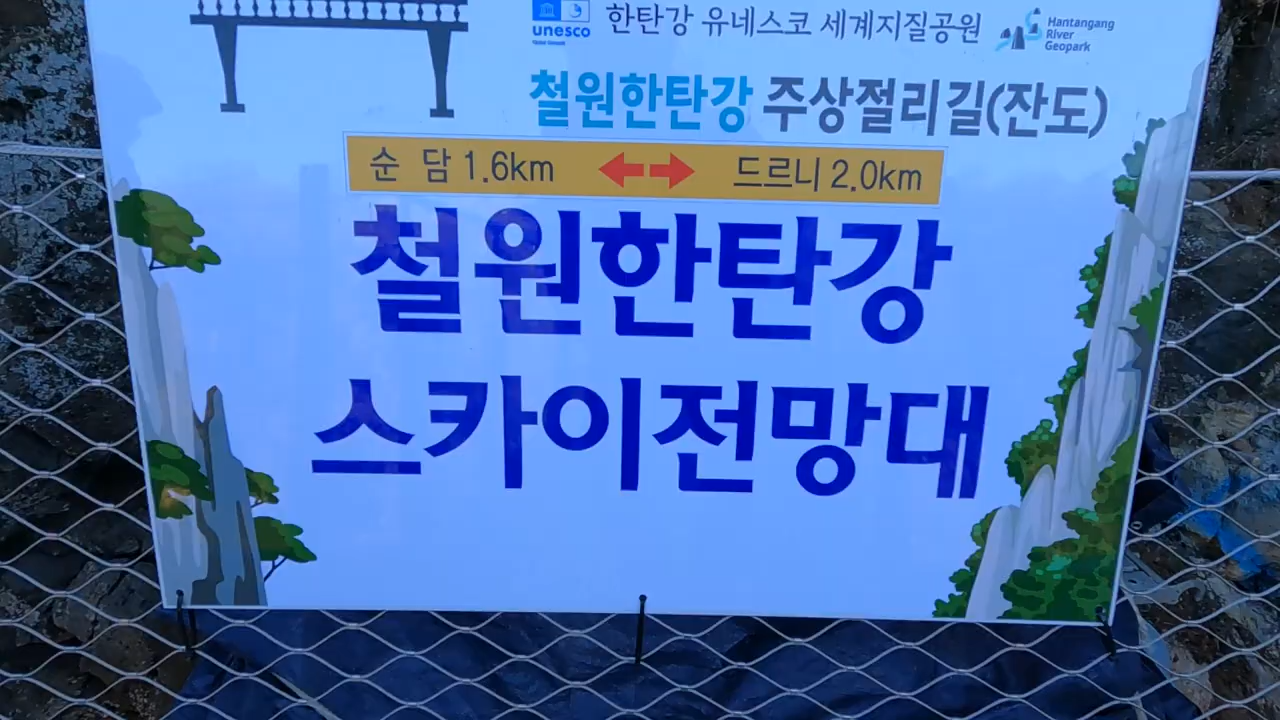 unesco 한탄강 유네스코 세계지질공원 Hantangang
River
Geopark
철원한탄강 주상절리길(잔도)
순 담 1.6km 드르니 2.0km
철원한탄강
스카이전망대